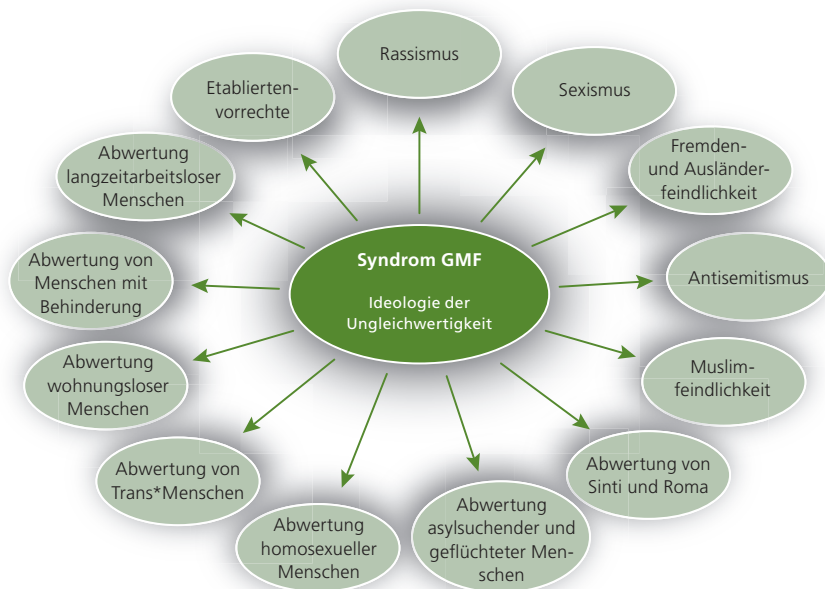 Rassismus
Sexismus
Fremden-
und Ausländer-
feindlichkeit
Antisemitismus
Muslim-
feindlichkeit
Abwertung von
Sinti und Roma
Abwertung
asylsuchender und
geflüchteter Men-
schen
Abwertung
homosexueller
Menschen
Abwertung von
Trans*Menschen
Abwertung
wohnungsloser
Menschen
Abwertung von
Menschen mit
Behinderung
Abwertung
langzeitarbeitsloser
Menschen
Etablierten-
vorrechte
Syndrom GMF
Ideologie der
Ungleichwertigkeit